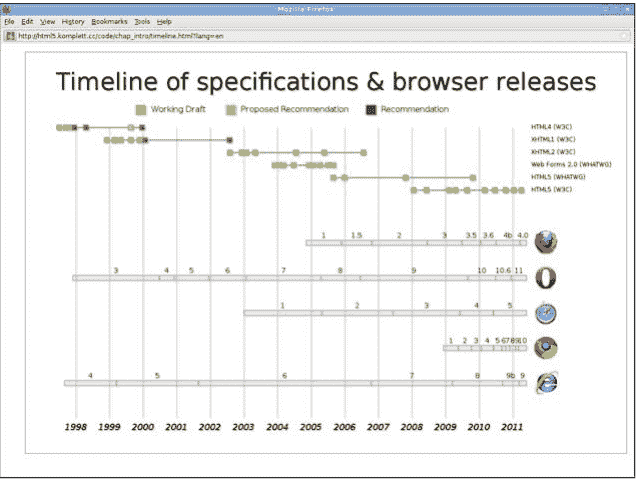 Mozilla Firefox
File Edit View History Bookmarks Tools Help
http://html5.komplett.cc/code/chap_intro/timeline.html?lang=en
Timeline of specifications & browser releases
Working Draft Proposed Recommendation Recommendation
HTML4 (W3C)
XHTML1 (W3C)
XHTML2 (W3C)
Web Forms 2.0 (WHATWG)
HTML5 (WHATWG)
HTML5 (W3C)
1 1.5 2 3 3.5 3.6 4b 4.0
3 4 5 6 7 8 9 10 10.6 11
1 2 3 4 5
1 2 3 4 5 6 7 8 9 10
4 5 6 7 8 9b 9
1998 1999 2000 2001 2002 2003 2004 2005 2006 2007 2008 2009 2010 2011